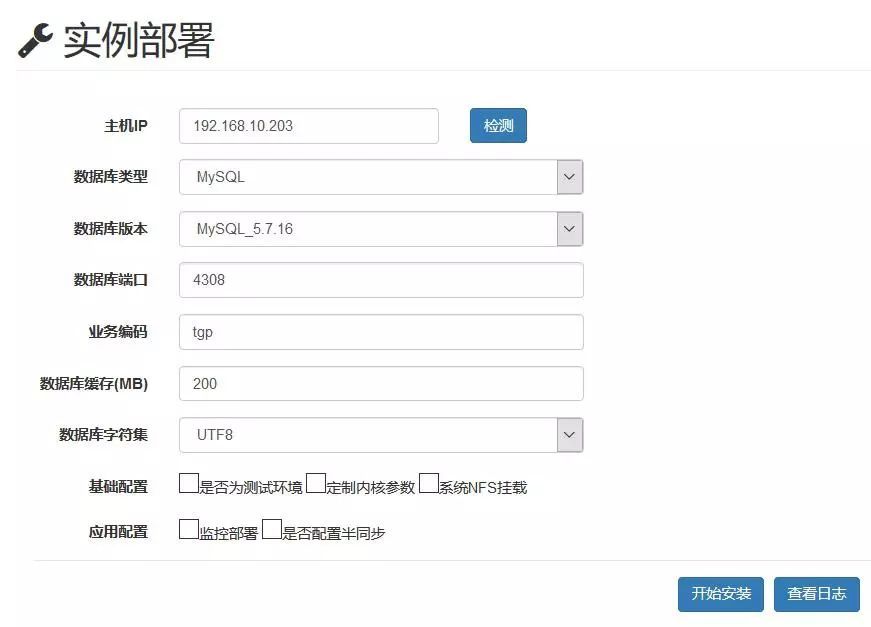 实例部署
主机IP 192.168.10.203 检测
数据库类型 MySQL
数据库版本 MySQL_5.7.16
数据库端口 4308
业务编码 tgp
数据库缓存(MB) 200
数据库字符集 UTF8
基础配置 是否为测试环境 定制内核参数 系统NFS挂载
应用配置 监控部署 是否配置半同步
开始安装 查看日志